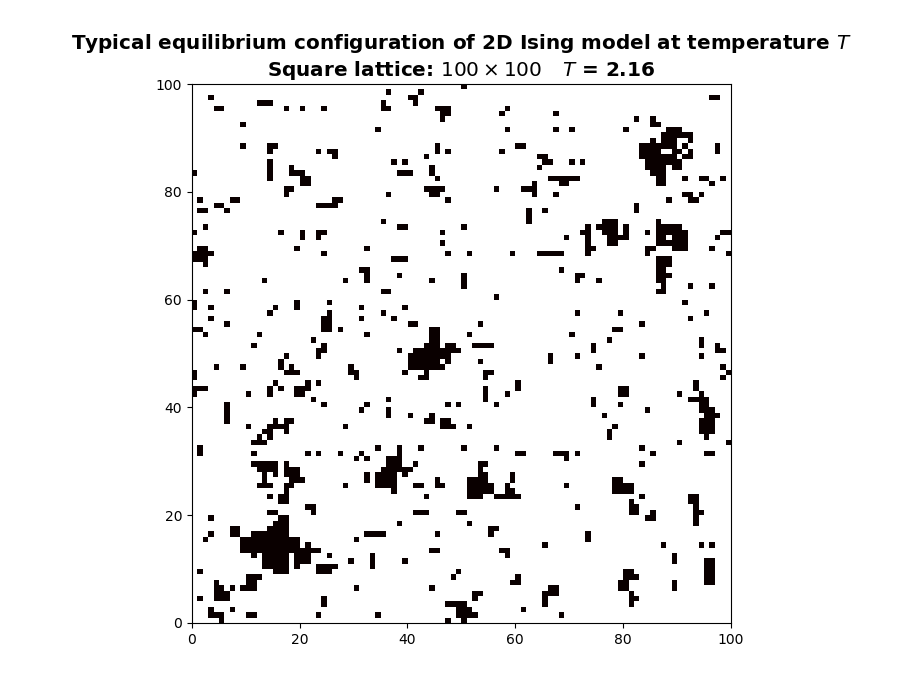 Typical equilibrium configuration of 2D Ising model at temperature T
Square lattice: 100 × 100 T = 2.16
100
80
60
40
20
0
0 20 40 60 80 100